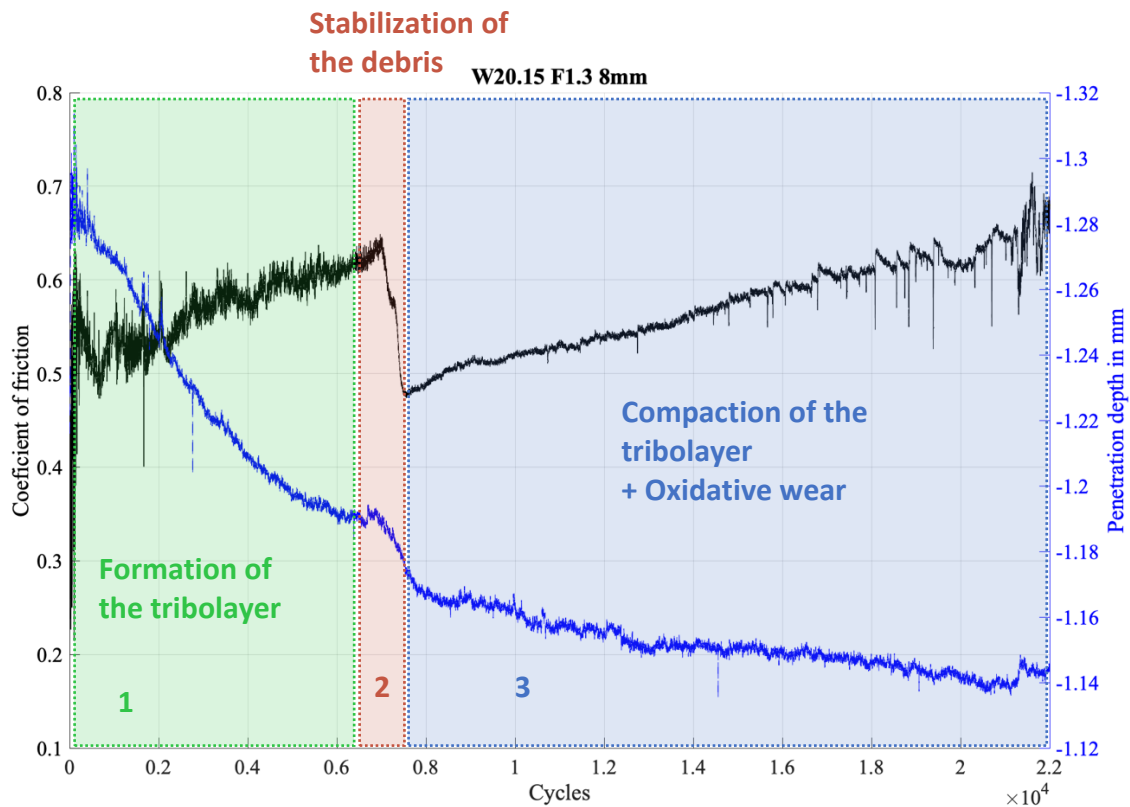 Stabilization of
the debris
W20.15 F1.3 8mm
0.8
0.7
0.6
0.5
0.4
0.3
0.2
0.1
Coeficient of friction
-1.32
-1.3
-1.28
-1.26
-1.24
-1.22
-1.2
-1.18
-1.16
-1.14
-1.12
Penetration depth in mm
Compaction of the
tribolayer
+ Oxidative wear
Formation of
the tribolayer
1
2
3
0 0.2 0.4 0.6 0.8 1 1.2 1.4 1.6 1.8 2 2.2
Cycles
×10⁴